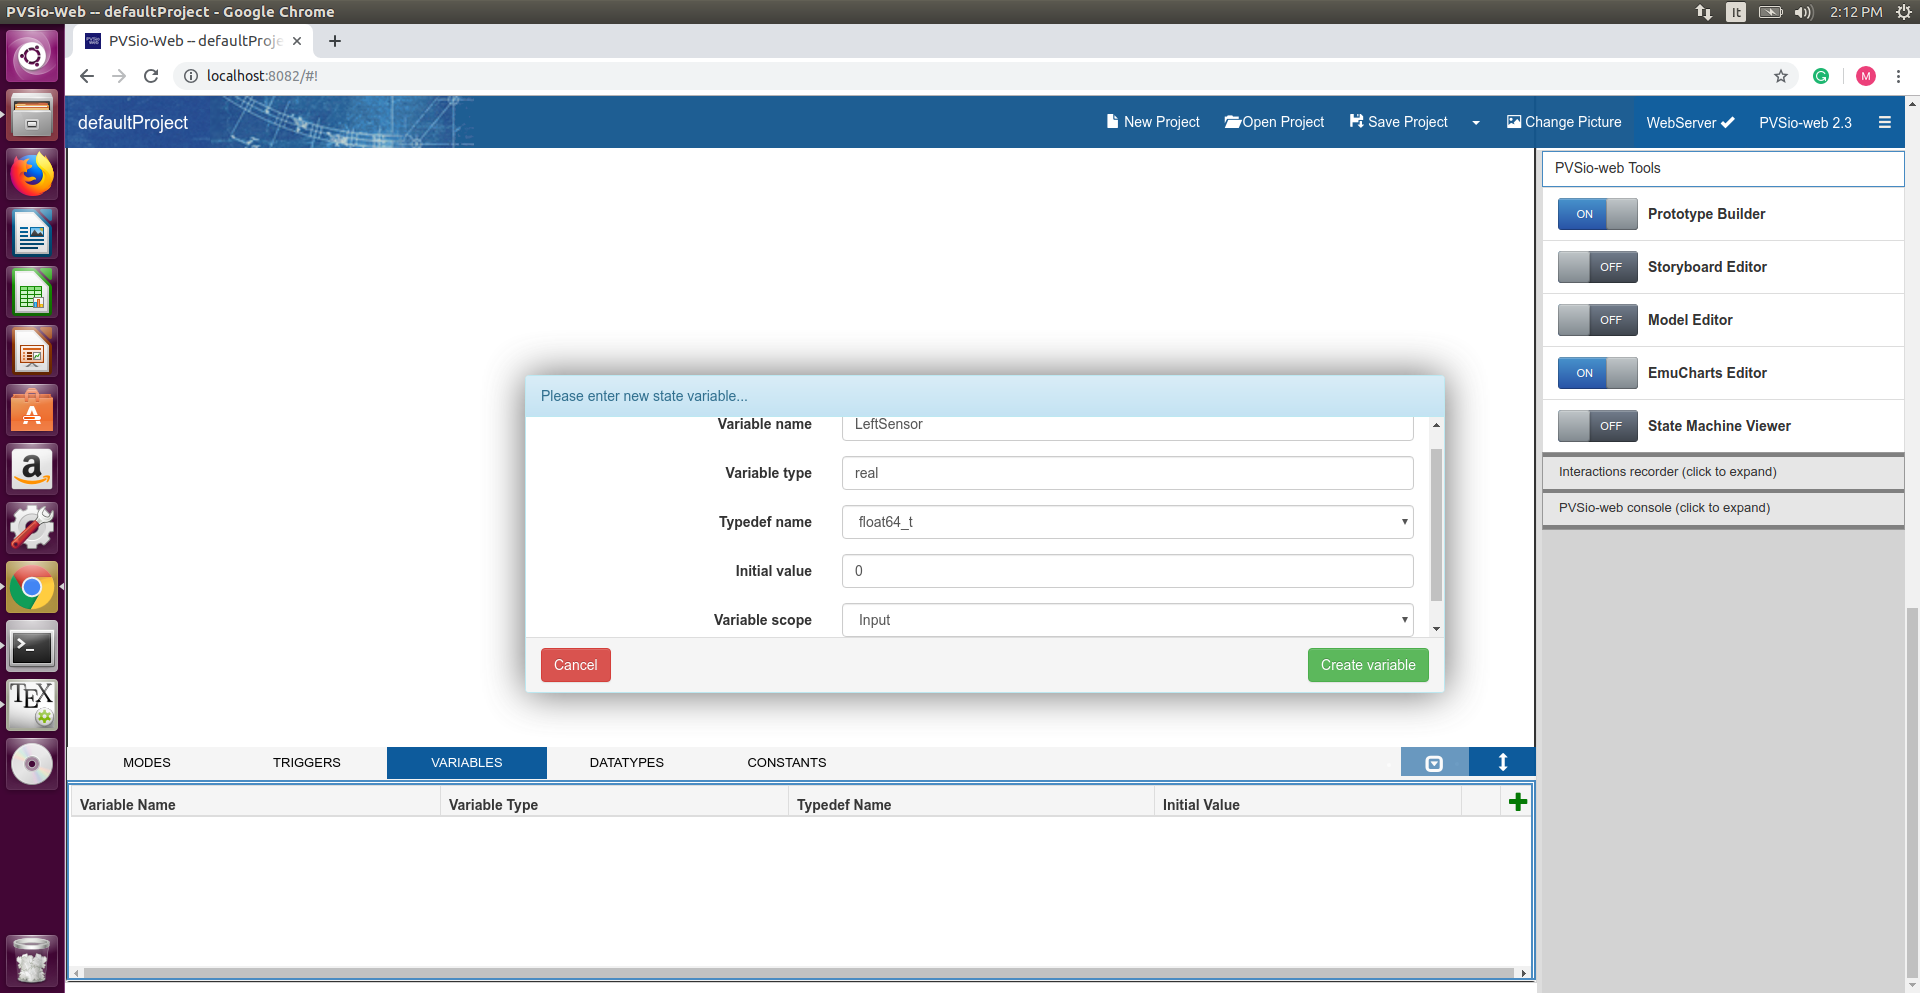 PVSio-Web -- defaultProject - Google Chrome
It
2:12 PM
PVSio-Web -- defaultProje
localhost:8082/#!
M
defaultProject
New Project
Open Project
Save Project
Change Picture
WebServer
PVSio-web 2.3
PVSio-web Tools
ON
Prototype Builder
OFF
Storyboard Editor
OFF
Model Editor
ON
EmuCharts Editor
OFF
State Machine Viewer
Interactions recorder (click to expand)
PVSio-web console (click to expand)
Please enter new state variable...
Variable name
LeftSensor
Variable type
real
Typedef name
float64_t
Initial value
0
Variable scope
Input
Cancel
Create variable
MODES
TRIGGERS
VARIABLES
DATATYPES
CONSTANTS
Variable Name
Variable Type
Typedef Name
Initial Value
A
a
TEX